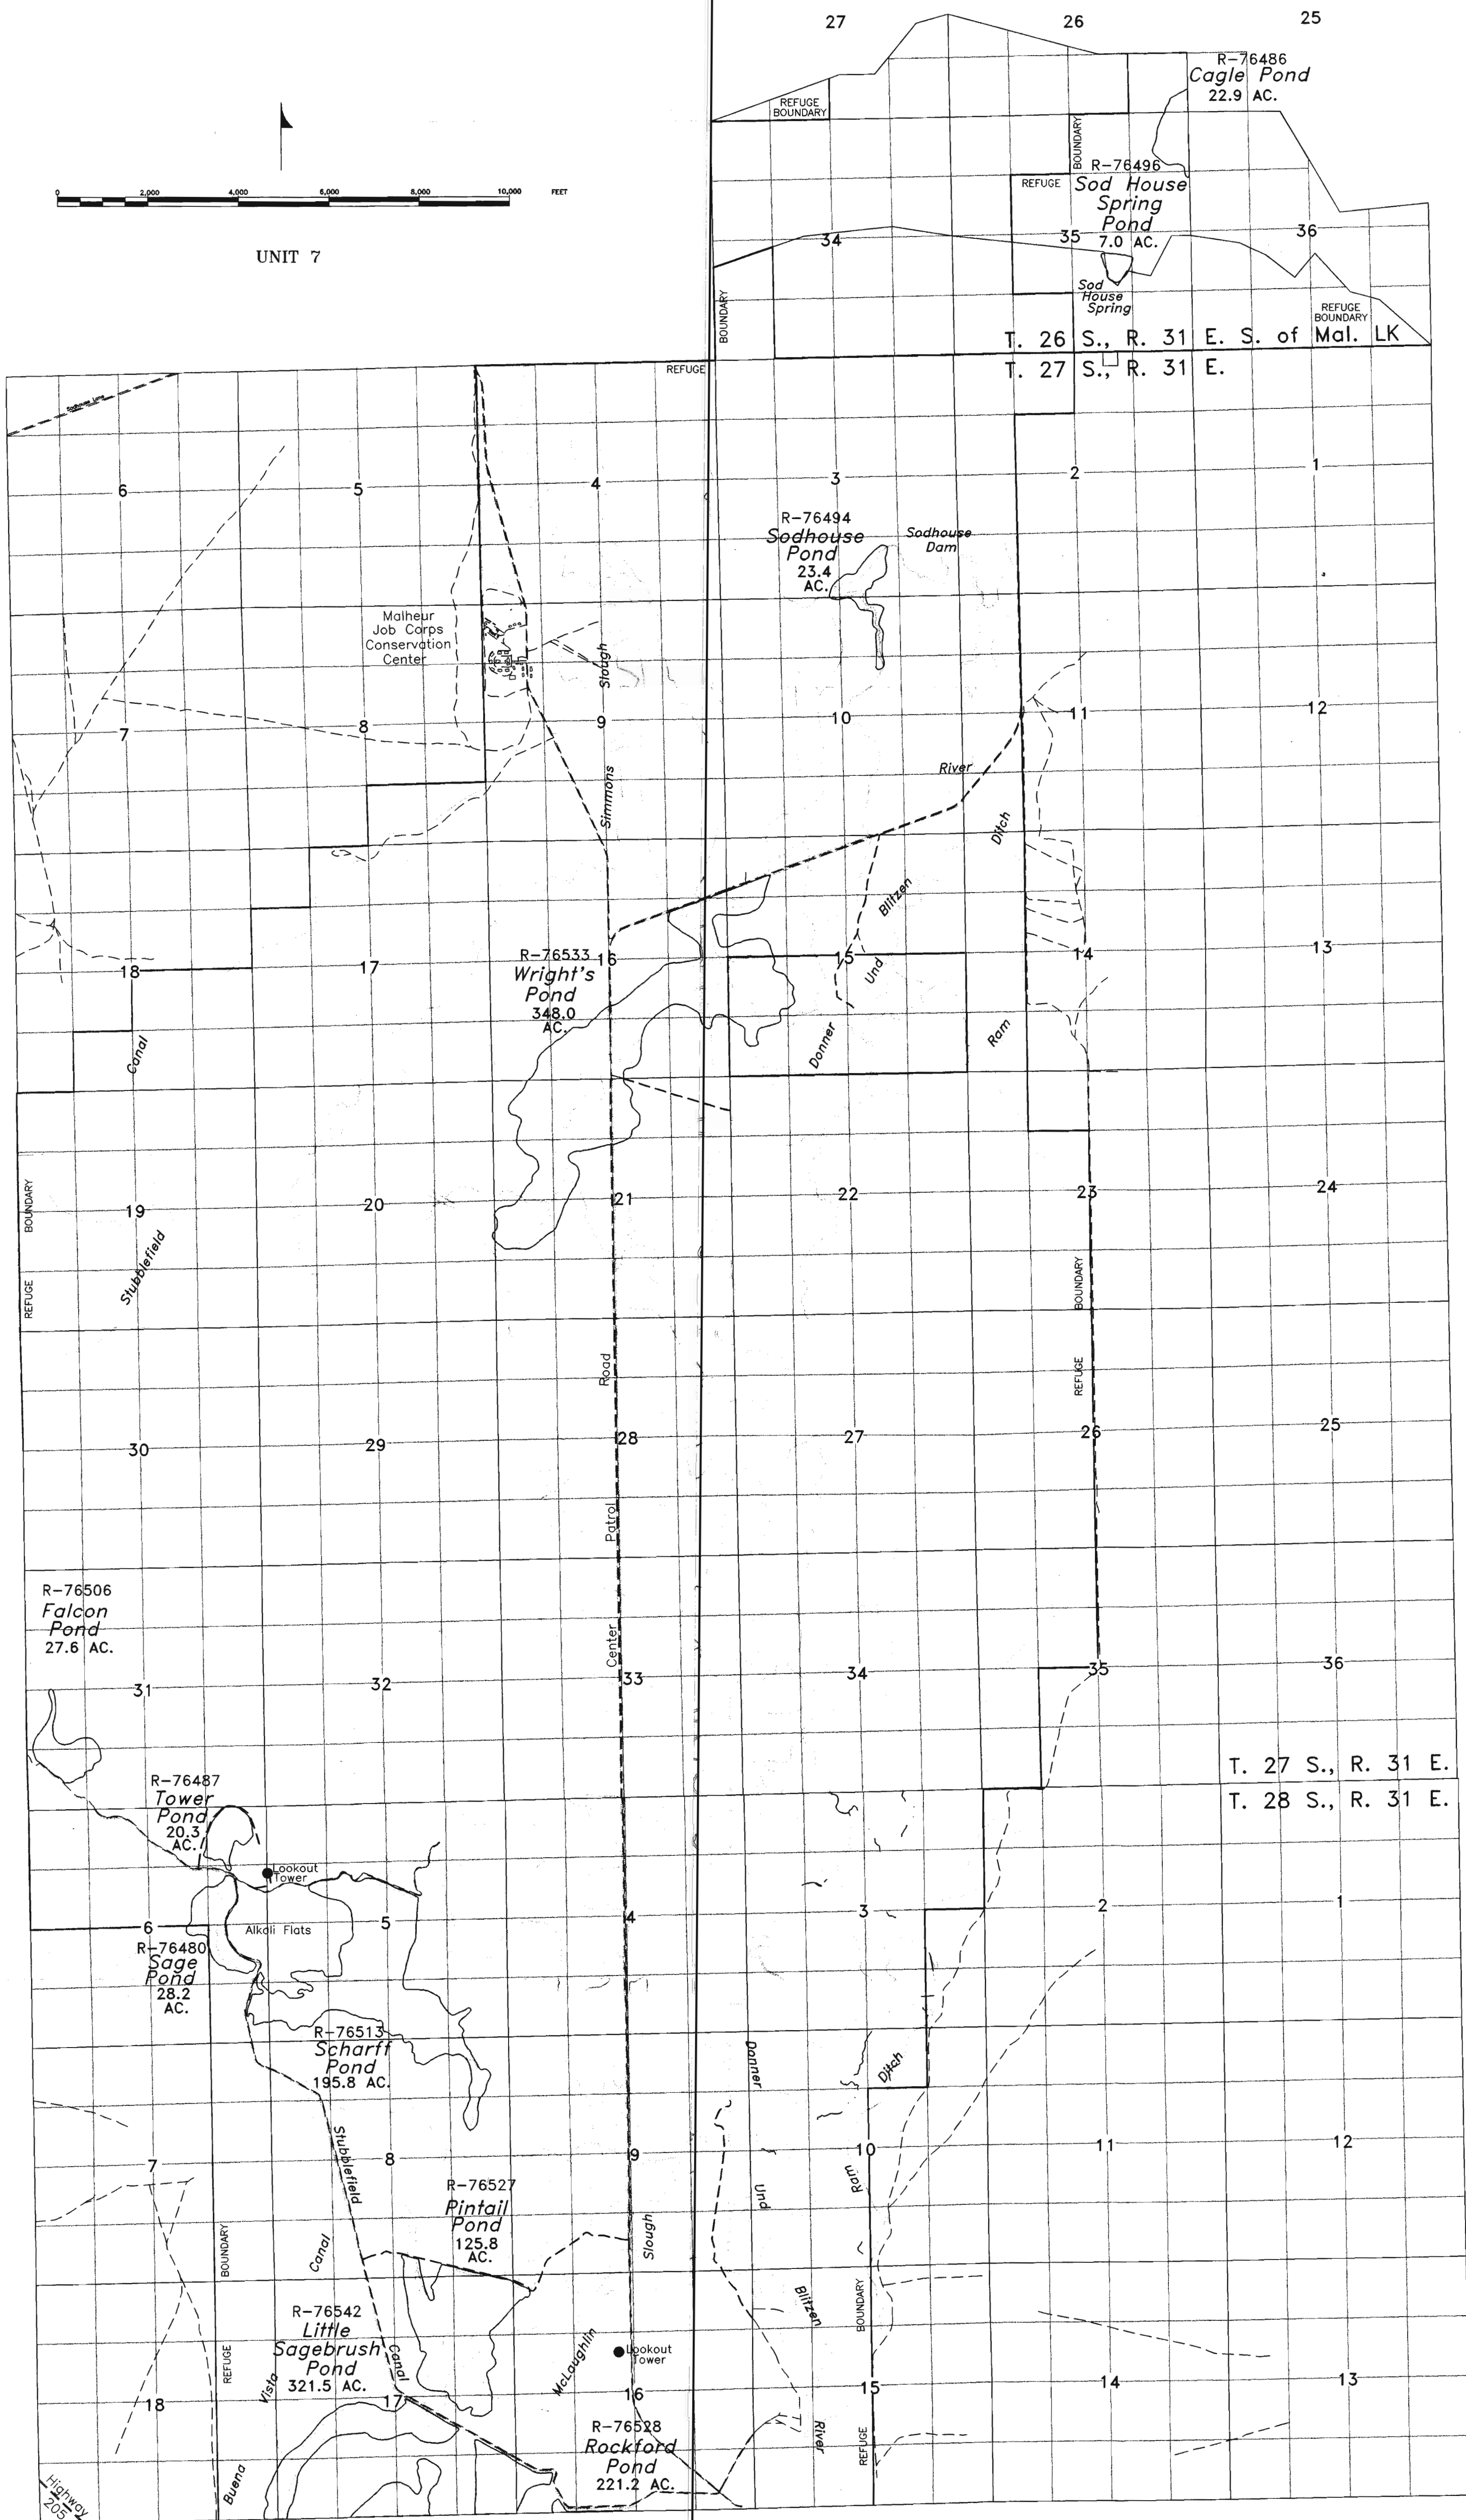 27
26
25
R-76486
Cagle Pond
22.9 AC.
REFUGE
BOUNDARY
BOUNDARY
R-76496
REFUGE
Sod House
Spring
Pond
7.0 AC.
34
35
36
0 2,000 4,000 6,000 8,000 10,000 FEET
UNIT 7
Sod
House
Spring
BOUNDARY
REFUGE
BOUNDARY
T. 26 S., R. 31 E. S. of Mal. LK
REFUGE
T. 27 S., R. 31 E.
6
5
4
3
2
1
R-76494
Sodhouse
Pond
23.4
AC.
Sodhouse
Dam
Malheur
Job Corps
Conservation
Center
Slough
7
8
9
10
11
12
River
Simmons
Ditch
Blitzen
R-76533
Wright's
Pond
348.0
AC.
18
17
16
15
14
13
Und
Canal
Donner
Ram
BOUNDARY
19
20
21
22
23
24
Stubblefield
REFUGE
BOUNDARY
Road
REFUGE
30
29
28
27
26
25
Patrol
R-76506
Falcon
Pond
27.6 AC.
Center
31
32
33
34
35
36
T. 27 S., R. 31 E.
T. 28 S., R. 31 E.
R-76487
Tower
Pond
20.3
AC.
Lookout
Tower
6
Alkali Flats
5
4
3
2
1
R-76480
Sage
Pond
28.2
AC.
R-76513
Scharff
Pond
195.8 AC.
Donner
Ditch
Stubblefield
7
8
9
10
11
12
R-76527
Pintail
Pond
125.8
AC.
Und
Ram
BOUNDARY
Canal
Slough
R-76542
Little
Sagebrush
Pond
321.5 AC.
Blitzen
BOUNDARY
REFUGE
Vista
Canal
McLaughlin
Lookout
Tower
18
17
16
15
14
13
R-76528
Rockford
Pond
221.2 AC.
River
REFUGE
Buena
Highway
205